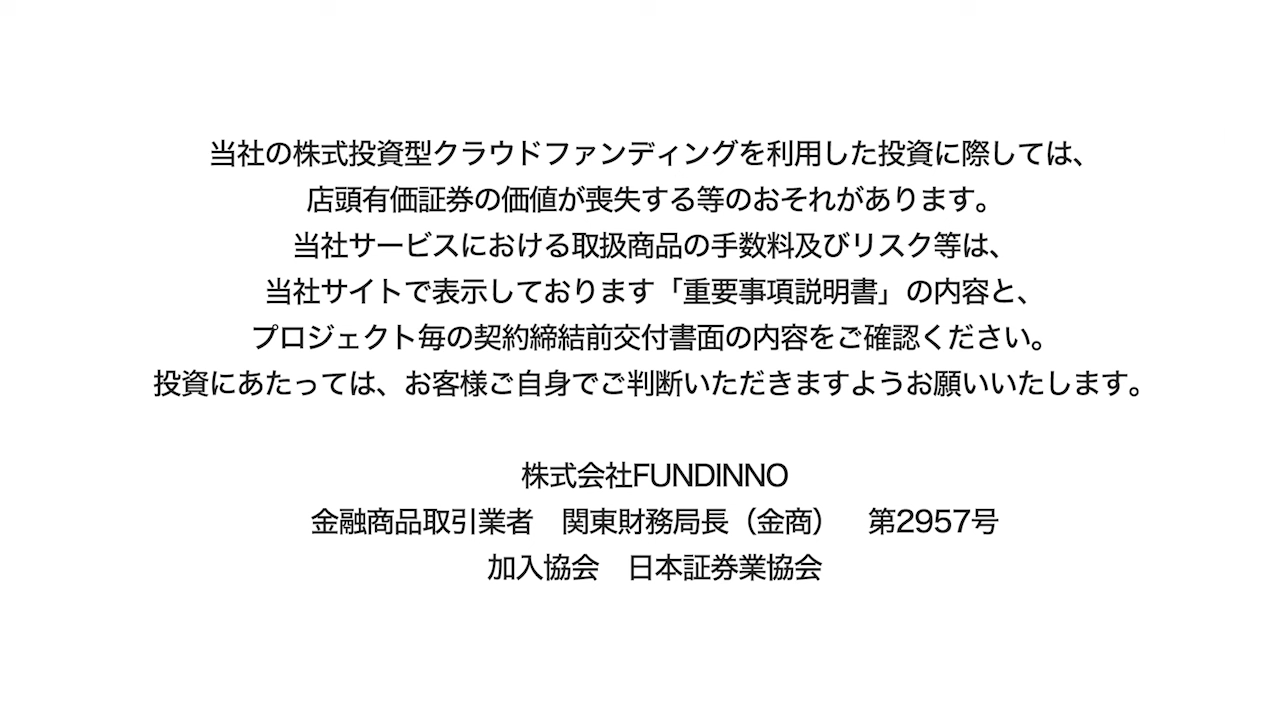 当社の株式投資型クラウドファンディングを利用した投資に際しては、
店頭有価証券の価値が喪失する等のおそれがあります。
当社サービスにおける取扱商品の手数料及びリスク等は、
当社サイトで表示しております「重要事項説明書」の内容と、
プロジェクト毎の契約締結前交付書面の内容をご確認ください。
投資にあたっては、お客様ご自身でご判断いただきますようお願いいたします。
株式会社FUNDINNO
金融商品取引業者　関東財務局長（金商）　第2957号
加入協会　日本証券業協会